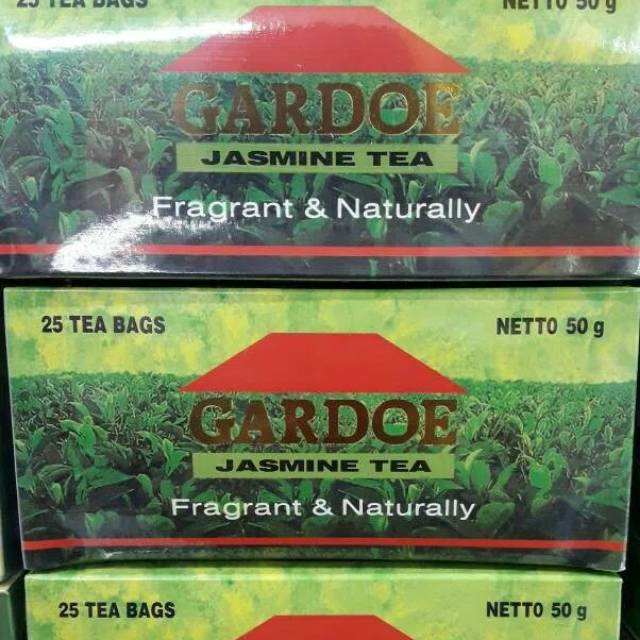 25 TEA BAGS
NETTO 50 g
GARDOE
JASMINE TEA
Fragrant & Naturally
25 TEA BAGS
NETTO 50 g
GARDOE
JASMINE TEA
Fragrant & Naturally
25 TEA BAGS
NETTO 50 g